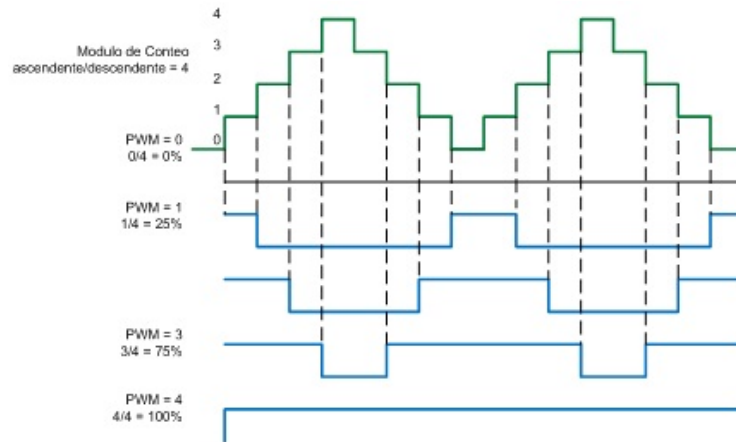 4
3
Modulo de Conteo
ascendente/descendente = 4
2
1
PWM = 0
0
0/4 = 0%
PWM = 1
1/4 = 25%
PWM = 3
3/4 = 75%
PWM = 4
4/4 = 100%